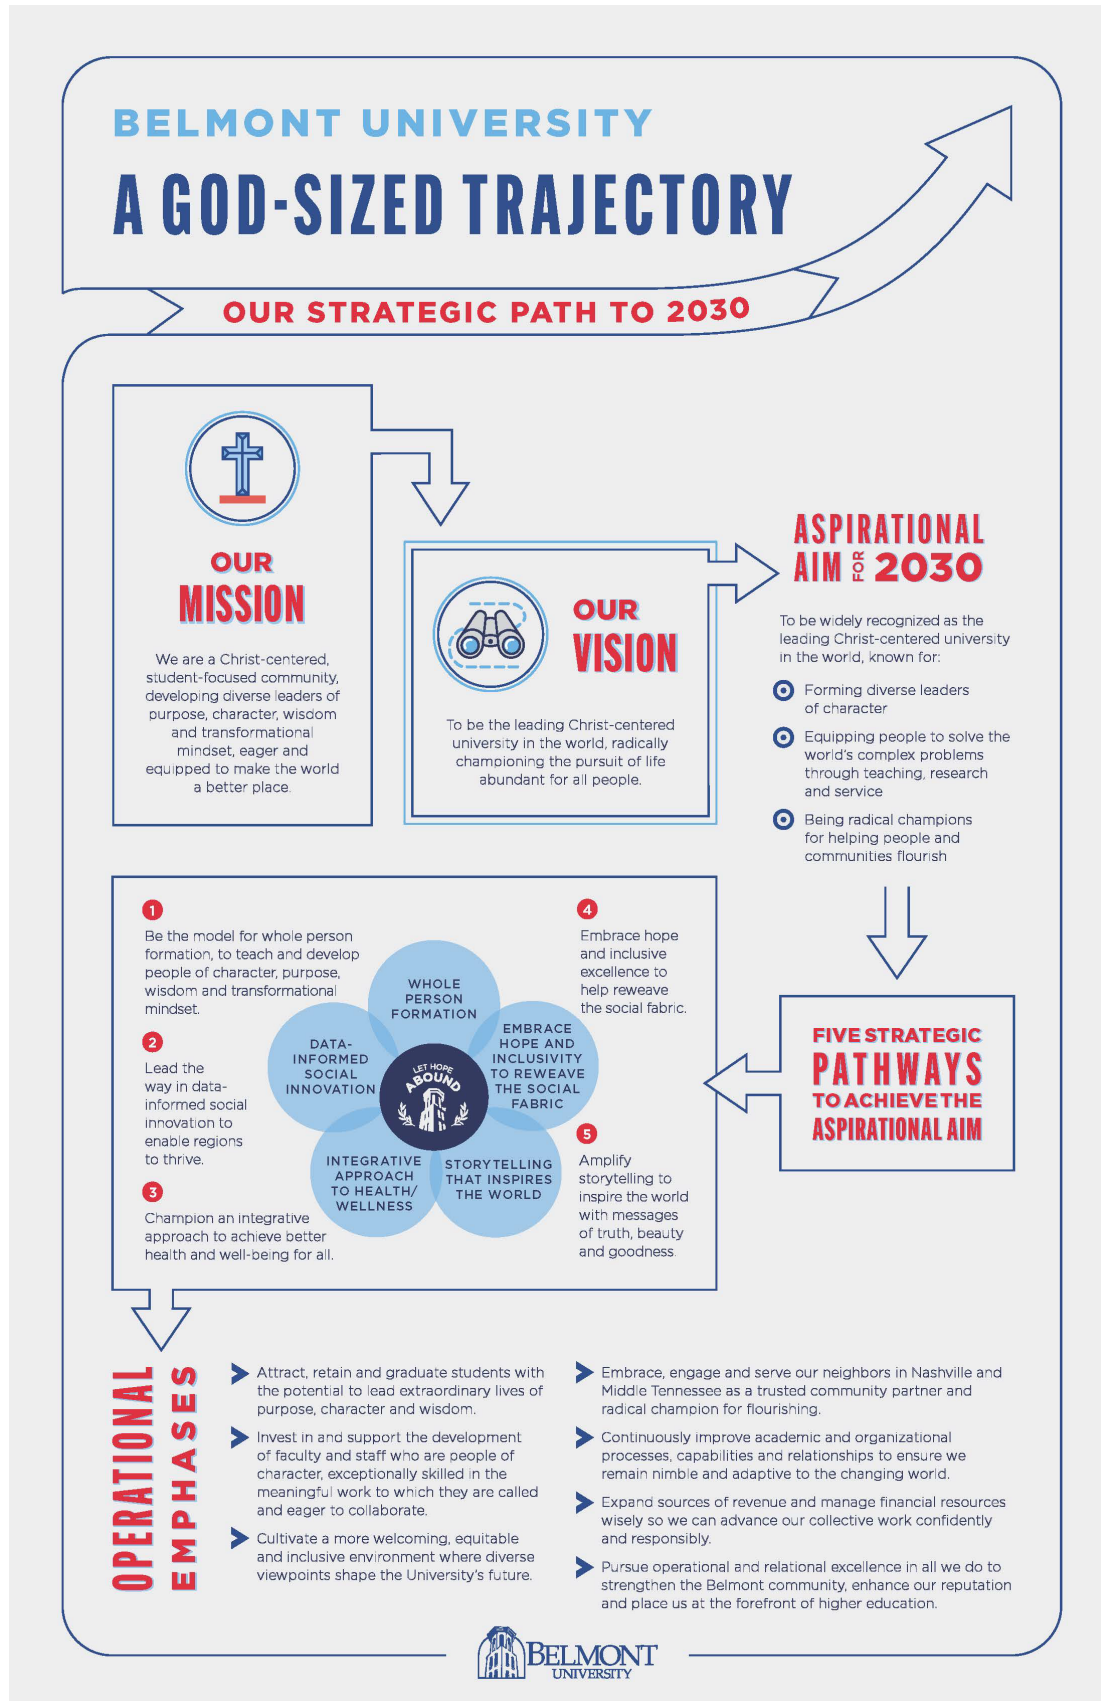 BELMONT UNIVERSITY
A GOD-SIZED TRAJECTORY
OUR STRATEGIC PATH TO 2030
OUR
MISSION
We are a Christ-centered,
student-focused community,
developing diverse leaders of
purpose, character, wisdom
and transformational
mindset, eager and
equipped to make the world
a better place.
OUR
VISION
To be the leading Christ-centered
university in the world, radically
championing the pursuit of life
abundant for all people.
ASPIRATIONAL
AIM FOR 2030
To be widely recognized as the
leading Christ-centered university
in the world, known for:
Forming diverse leaders
of character
Equipping people to solve the
world's complex problems
through teaching, research
and service
Being radical champions
for helping people and
communities flourish
FIVE STRATEGIC
PATHWAYS
TO ACHIEVE THE
ASPIRATIONAL AIM
1
Be the model for whole person
formation, to teach and develop
people of character, purpose,
wisdom and transformational
mindset.
2
Lead the
way in data-
informed social
innovation to
enable regions
to thrive.
3
Champion an integrative
approach to achieve better
health and well-being for all.
WHOLE
PERSON
FORMATION
DATA-
INFORMED
SOCIAL
INNOVATION
EMBRACE
HOPE AND
INCLUSIVITY
TO REWEAVE
THE SOCIAL
FABRIC
LET HOPE
ABOUND
INTEGRATIVE
APPROACH
TO HEALTH/
WELLNESS
STORYTELLING
THAT INSPIRES
THE WORLD
4
Embrace hope
and inclusive
excellence to
help reweave
the social fabric.
5
Amplify
storytelling to
inspire the world
with messages
of truth, beauty
and goodness.
OPERATIONAL
EMPHASES
Attract, retain and graduate students with
the potential to lead extraordinary lives of
purpose, character and wisdom.
Invest in and support the development
of faculty and staff who are people of
character, exceptionally skilled in the
meaningful work to which they are called
and eager to collaborate.
Cultivate a more welcoming, equitable
and inclusive environment where diverse
viewpoints shape the University's future.
Embrace, engage and serve our neighbors in Nashville and
Middle Tennessee as a trusted community partner and
radical champion for flourishing.
Continuously improve academic and organizational
processes, capabilities and relationships to ensure we
remain nimble and adaptive to the changing world.
Expand sources of revenue and manage financial resources
wisely so we can advance our collective work confidently
and responsibly.
Pursue operational and relational excellence in all we do to
strengthen the Belmont community, enhance our reputation
and place us at the forefront of higher education.
BELMONT
UNIVERSITY